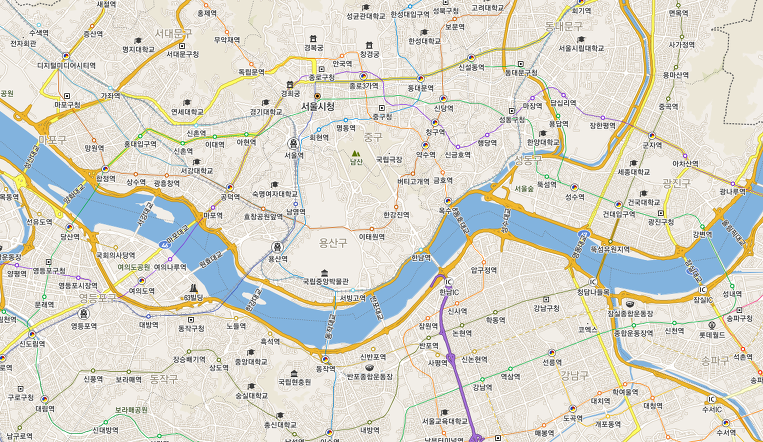 새절역
홍제역
성균관대학교
한성대입구역
성북구청
고려대학교
회기역
면목역
수색역
증산역
서대문구
보문역
동대문구
전자회관
명지대학교
무악재역
경복궁
한성대학교
사가정역
서대문구청
창경궁
서울시립대학교
디지털미디어시티역
독립문역
안국역
신설동역
종로구청
동대문구청
용마산역
공원
마포구청
가좌역
경희궁
종로3가역
동대문역
서울시청
신당역
마장역
답십리역
중곡역
연세대학교
경기대학교
중구청
성동구청
용답역
장한평역
마포구
신촌역
명동역
청구역
망원역
홍대입구역
신촌역
이대역
아현역
회현역
중구
행당역
한양대학교
군자역
서울역
약수역
신금호역
남산
국립극장
성동구
아차산역
서강대학교
세종대학교
합정역
상수역
광흥창역
버티고개역
금호역
뚝섬역
광진구
숙명여자대학교
서울숲
성수역
건국대학교
광나루역
공덕역
선유도역
마포역
효창공원앞역
남영역
한강진역
옥수
건대입구역
광진구청
당산역
마포대교
이태원역
강변역
용산구
국회의사당역
원효대교
용산역
한남역
뚝섬유원지역
영등포구청
여의도공원
여의나루역
압구정역
양평역
국립중앙박물관
영등포시장역
여의도역
63빌딩
서빙고역
한남IC
청담나들목
잠실IC
성내역
문래역
영등포구
신사역
강남구청
잠실종합운동장
송파구청
영등포역
대방역
동작구청
노들역
잠원역
학동역
코엑스
종합운동장역
신천역
롯데월드
신도림역
흑석역
반포역
논현역
장승배기역
중앙대학교
동작역
신반포역
사평역
신논현역
선릉역
석촌역
상도역
반포종합운동장
송파구
신풍역
보라매역
동작구
국립현충원
강남역
역삼역
강남구
구로구청
숭실대학교
학여울역
대치역
대청역
수서IC
대림역
보라매공원
서울교육대학교
도곡역
신대방역
총신대학교
내방역
매봉역
개포동역
수서역
남구로역
이수역
남부터미널역